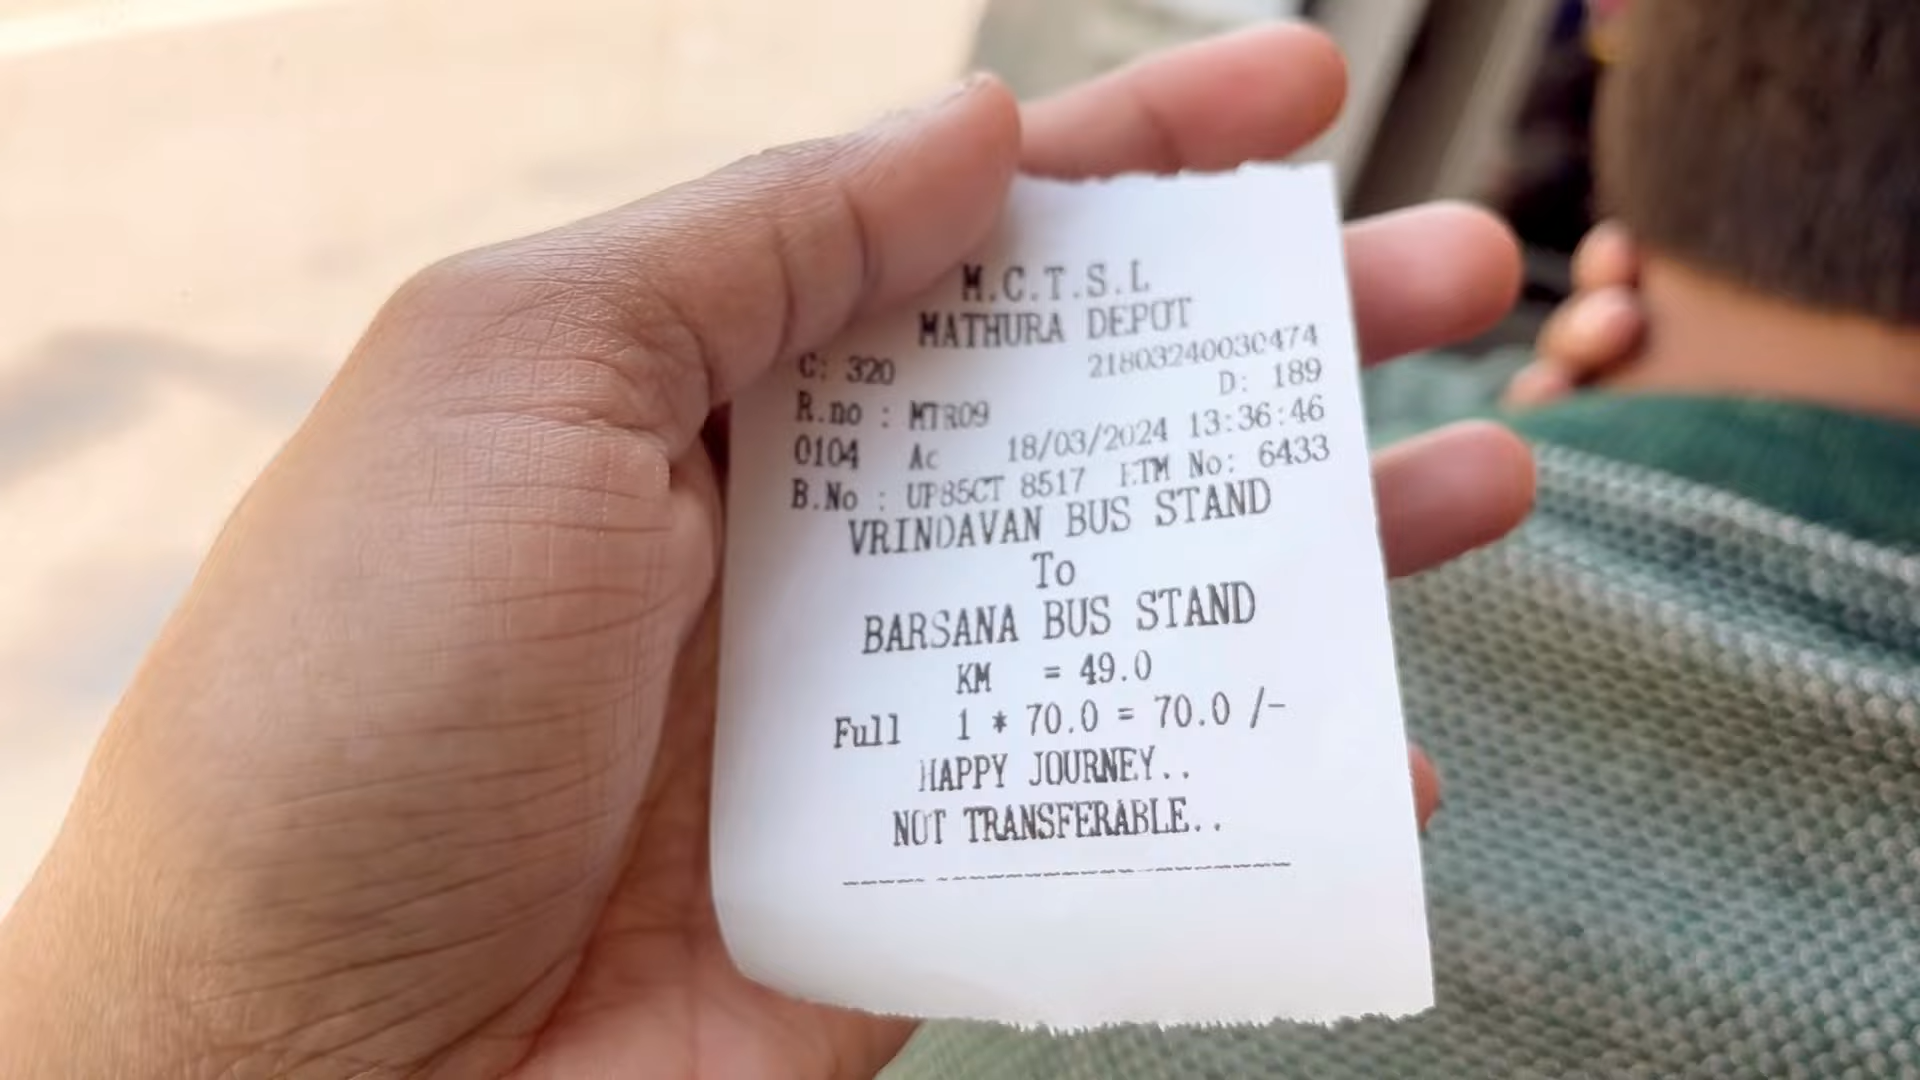 M.C.T.S.L
MATHURA DEPOT
C: 320 21803240030474
R.no : MTR09 D: 189
0104 Ac 18/03/2024 13:36:46
B.No : UP85CT 8517 ETM No: 6433
VRINDAVAN BUS STAND
To
BARSANA BUS STAND
KM = 49.0
Full 1 * 70.0 = 70.0 /-
HAPPY JOURNEY..
NOT TRANSFERABLE..